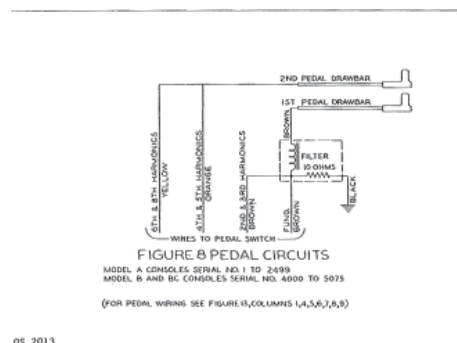 2ND PEDAL DRAWBAR
1ST PEDAL DRAWBAR
BROWN
FILTER
10 OHMS
BLACK
6TH & 8TH HARMONICS
YELLOW
4TH & 5TH HARMONICS
ORANGE
2ND & 3RD HARMONICS
BROWN
FUND.
BROWN
WIRES TO PEDAL SWITCH
FIGURE 8 PEDAL CIRCUITS
MODEL A CONSOLES SERIAL NO. 1 TO 2499
MODEL B AND BC CONSOLES SERIAL NO. 4000 TO 5075
(FOR PEDAL WIRING SEE FIGURE 13, COLUMNS 1,4,5,6,7,8,9)
2013